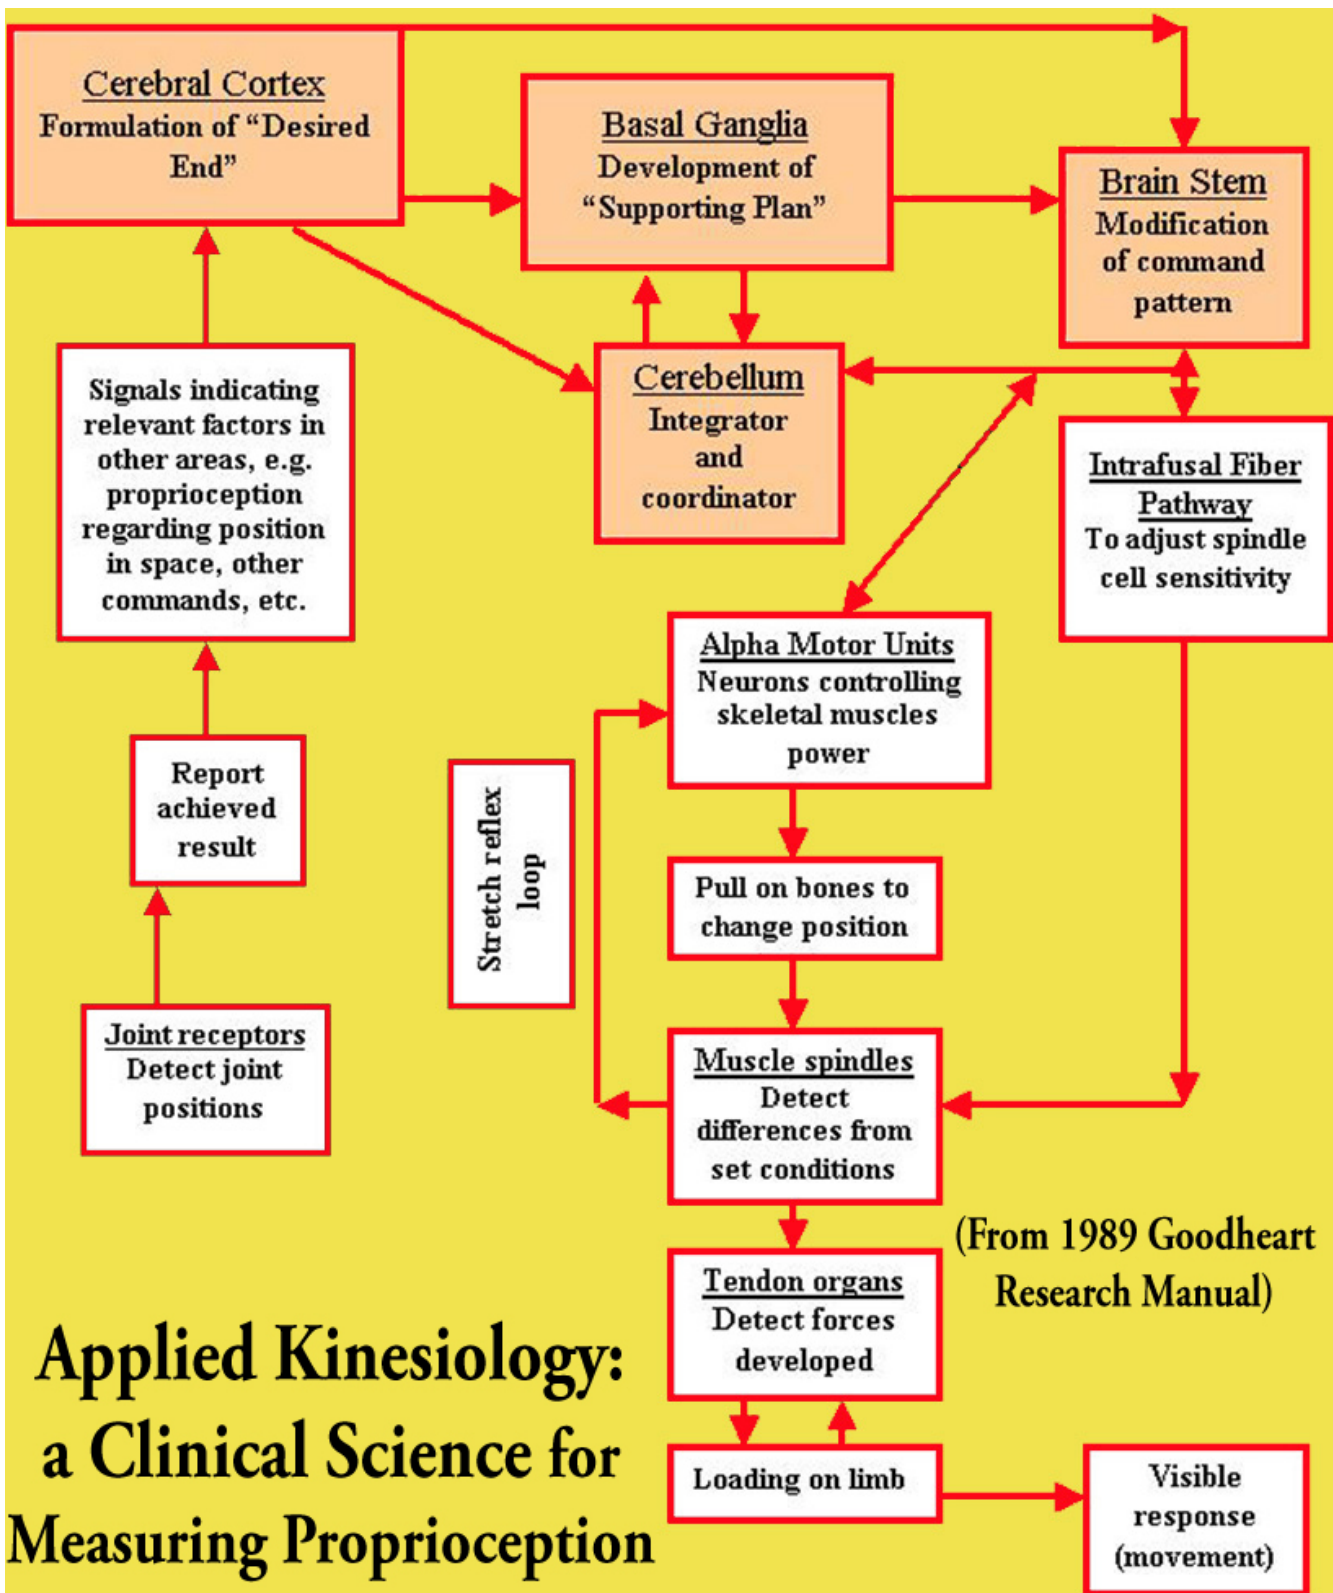 Cerebral Cortex
Formulation of “Desired
End”
Basal Ganglia
Development of
“Supporting Plan”
Brain Stem
Modification
of command
pattern
Signals indicating
relevant factors in
other areas, e.g.
proprioception
regarding position
in space, other
commands, etc.
Cerebellum
Integrator
and
coordinator
Intrafusal Fiber
Pathway
To adjust spindle
cell sensitivity
Alpha Motor Units
Neurons controlling
skeletal muscles
power
Report
achieved
result
Stretch reflex
loop
Pull on bones to
change position
Joint receptors
Detect joint
positions
Muscle spindles
Detect
differences from
set conditions
(From 1989 Goodheart
Research Manual)
Tendon organs
Detect forces
developed
Applied Kinesiology:
a Clinical Science for
Measuring Proprioception
Loading on limb
Visible
response
(movement)